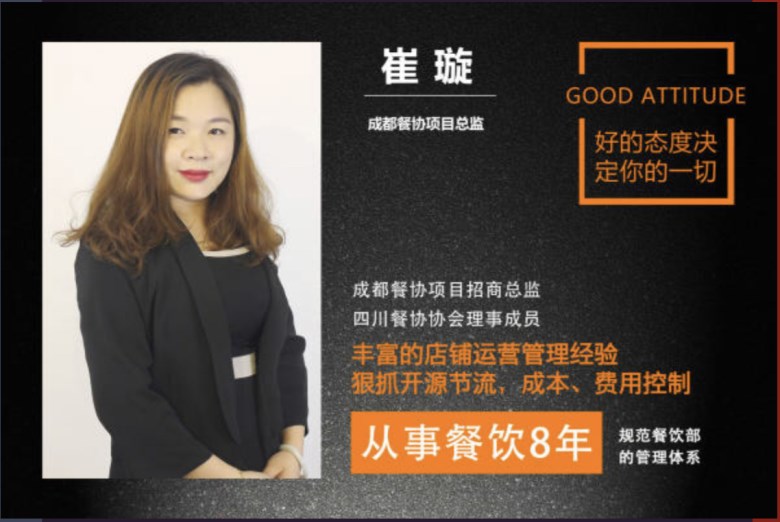 崔璇
成都餐协项目总监
GOOD ATTITUDE
好的态度决
定你的一切
成都餐协项目招商总监
四川餐协协会理事成员
丰富的店铺运营管理经验
狠抓开源节流，成本、费用控制
从事餐饮8年
规范餐饮部
的管理体系